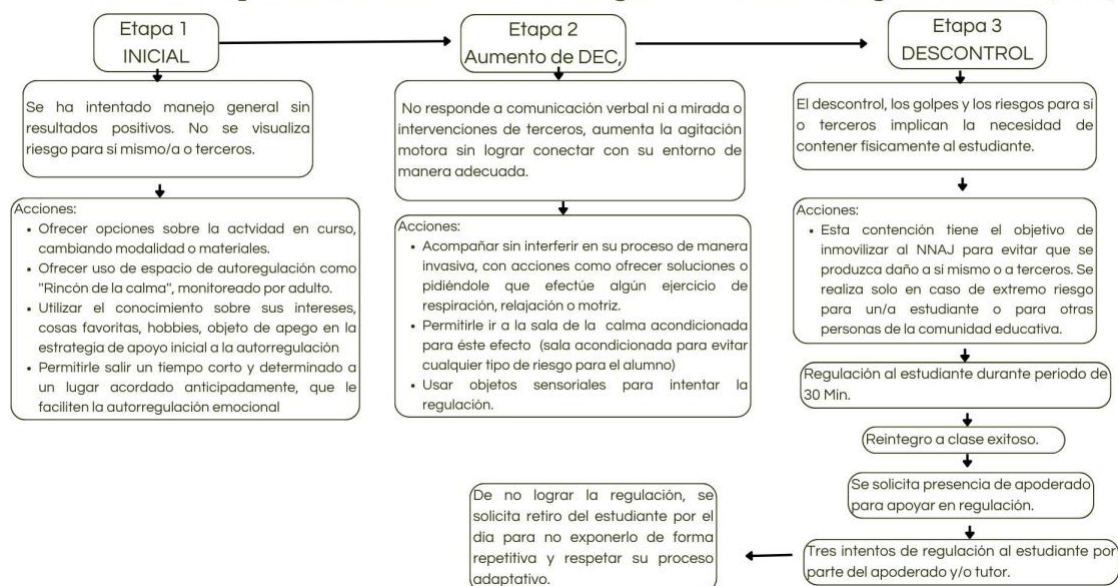 Etapa 1
INICIAL
Se ha intentado manejo general sin
resultados positivos. No se visualiza
riesgo para sí mismo/a o terceros.
Acciones:
• Ofrecer opciones sobre la actvidad en curso,
cambiando modalidad o materiales.
• Ofrecer uso de espacio de autoregulación como
"Rincón de la calma", monitoreado por adulto.
• Utilizar el conocimiento sobre sus intereses,
cosas favoritas, hobbies, objeto de apego en la
estrategia de apoyo inicial a la autorregulación
• Permitirle salir un tiempo corto y determinado a
un lugar acordado anticipadamente, que le
faciliten la autorregulación emocional
Etapa 2
Aumento de DEC,
No responde a comunicación verbal ni a mirada o
intervenciones de terceros, aumenta la agitación
motora sin lograr conectar con su entorno de
manera adecuada.
Acciones:
• Acompañar sin interferir en su proceso de manera
invasiva, con acciones como ofrecer soluciones o
pidiéndole que efectúe algún ejercicio de
respiración, relajación o motriz.
• Permitirle ir a la sala de la calma acondicionada
para éste efecto (sala acondicionada para evitar
cualquier tipo de riesgo para el alumno)
• Usar objetos sensoriales para intentar la
regulación.
Etapa 3
DESCONTROL
El descontrol, los golpes y los riesgos para sí
o terceros implican la necesidad de
contener físicamente al estudiante.
Acciones:
• Esta contención tiene el objetivo de
inmovilizar al NNAJ para evitar que se
produzca daño a sí mismo o a terceros. Se
realiza solo en caso de extremo riesgo
para un/a estudiante o para otras
personas de la comunidad educativa.
Regulación al estudiante durante periodo de
30 Min.
Reintegro a clase exitoso.
Se solicita presencia de apoderado
para apoyar en regulación.
Tres intentos de regulación al estudiante por
parte del apoderado y/o tutor.
De no lograr la regulación, se
solicita retiro del estudiante por el
día para no exponerlo de forma
repetitiva y respetar su proceso
adaptativo.